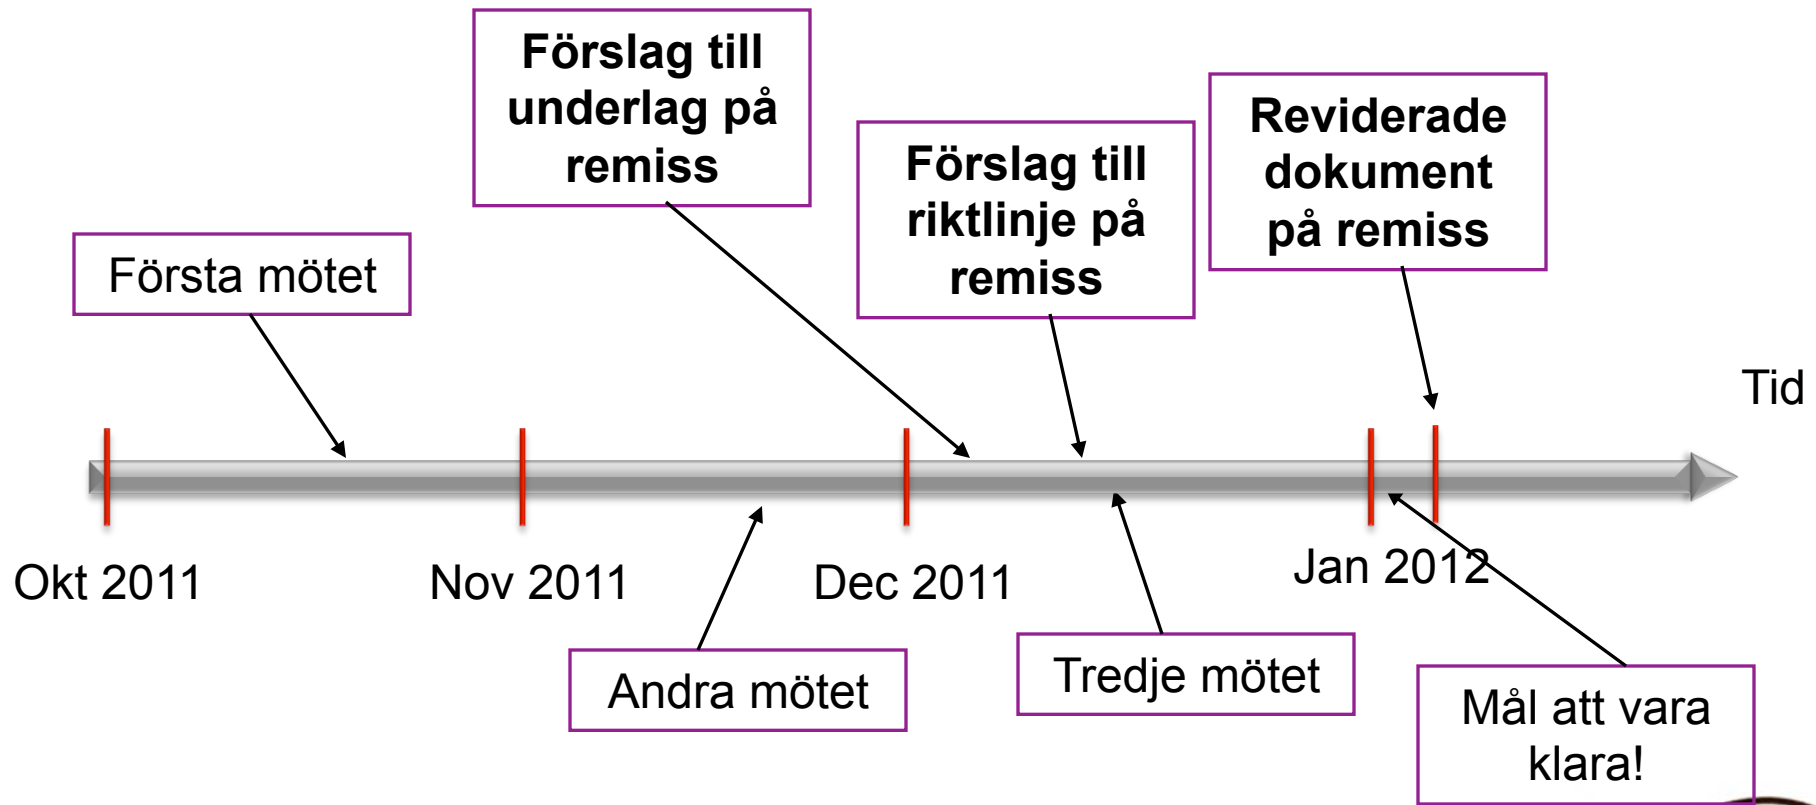 Förslag till
underlag på
remiss
Förslag till
riktlinje på
remiss
Reviderade
dokument
på remiss
Första mötet
Tid
Okt 2011
Nov 2011
Dec 2011
Jan 2012
Andra mötet
Tredje mötet
Mål att vara
klara!